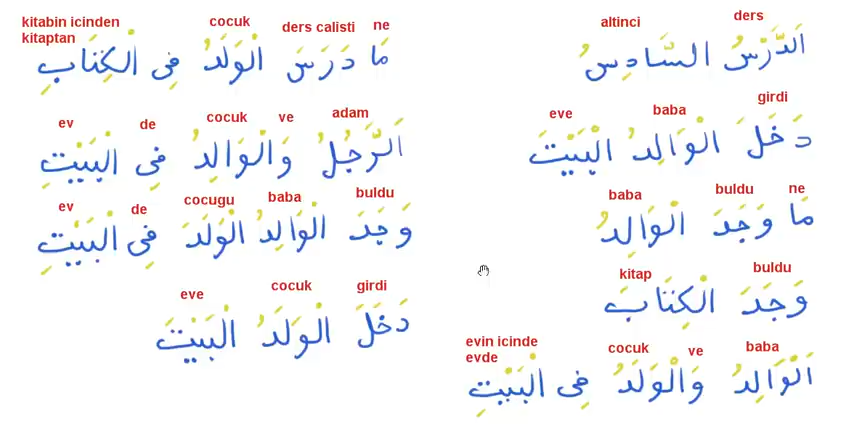 altinci ders
اَلدَّرْسُ السَّادِسُ
eve baba girdi
دَخَلَ الْوَالِدُ الْبَيْتَ
baba buldu ne
مَا وَجَدَ الْوَالِدُ
kitap buldu
وَجَدَ الْكِتَابَ
evin icinde
evde cocuk ve baba
اَلْوَالِدُ وَالْوَلَدُ فِى الْبَيْتِ
kitabin icinden cocuk ders calisti ne
kitaptan
مَا دَرَسَ الْوَلَدُ فِى الْكِتَابِ
ev de cocuk ve adam
اَلرَّجُلُ وَالْوَالِدُ فِى الْبَيْتِ
ev de cocugu baba buldu
وَجَدَ الْوَالِدُ الْوَلَدَ فِى الْبَيْتِ
eve cocuk girdi
دَخَلَ الْوَلَدُ الْبَيْتَ